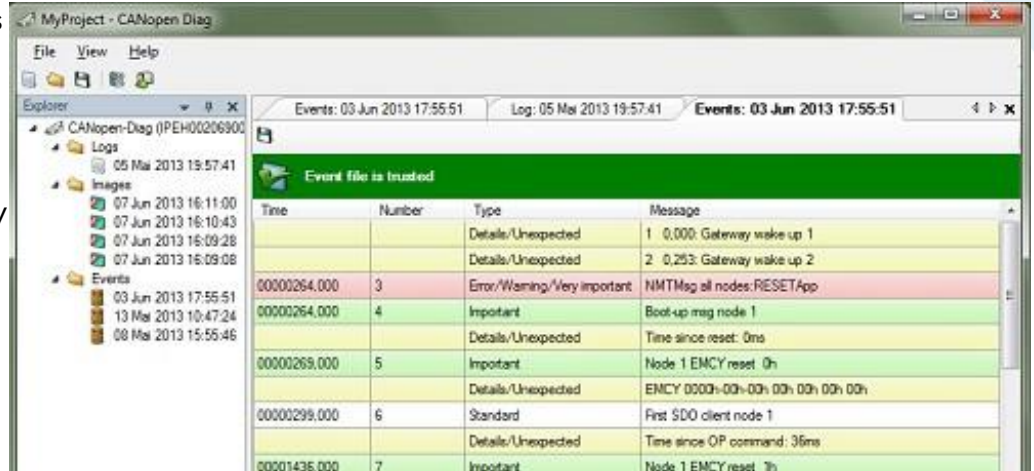 MyProject - CANopen Diag
File View Help
Explorer
Events: 03 Jun 2013 17:55:51 Log: 05 Mai 2013 19:57:41 Events: 03 Jun 2013 17:55:51
CANopen-Diag (IPEH00206900
Logs
05 Mai 2013 19:57:41
Images
07 Jun 2013 16:11:00
07 Jun 2013 16:10:43
07 Jun 2013 16:09:28
07 Jun 2013 16:09:08
Events
03 Jun 2013 17:55:51
13 Mai 2013 10:47:24
08 Mai 2013 15:55:46
Event file is trusted
Time Number Type Message
Details/Unexpected 1 0,000: Gateway wake up 1
Details/Unexpected 2 0,253: Gateway wake up 2
00000264,000 3 Error/Warning/Very important NMTMsg all nodes:RESETApp
00000264,000 4 Important Boot-up msg node 1
Details/Unexpected Time since reset: 0ms
00000269,000 5 Important Node 1 EMCY reset 0h
Details/Unexpected EMCY 0000h-00h-00h 00h 00h 00h 00h
00000299,000 6 Standard First SDO client node 1
Details/Unexpected Time since OP command: 36ms
00001436,000 7 Important Node 1 EMCY reset 1h